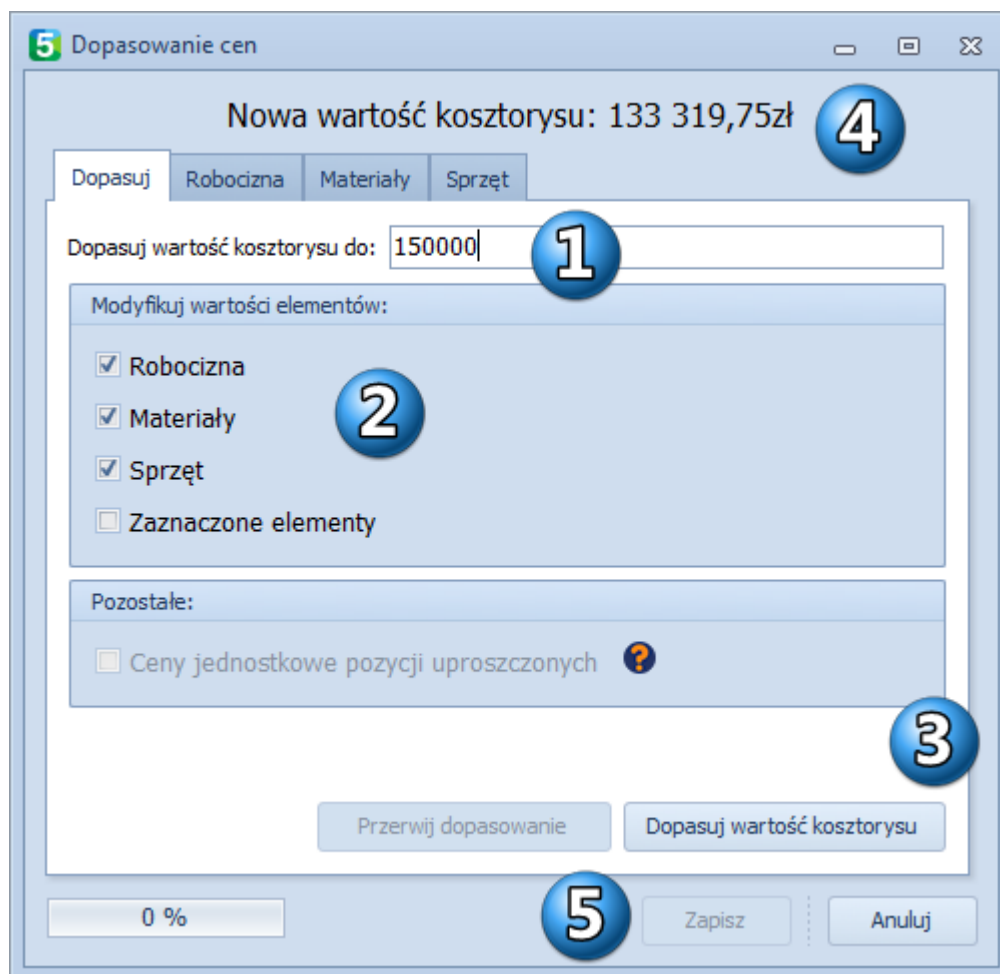 5 Dopasowanie cen
Nowa wartość kosztorysu: 133 319,75zł
4
Dopasuj Robocizna Materiały Sprzęt
Dopasuj wartość kosztorysu do: 150000
1
Modyfikuj wartości elementów:
Robocizna
Materiały
2
Sprzęt
Zaznaczone elementy
Pozostałe:
Ceny jednostkowe pozycji uproszczonych ?
3
Przerwij dopasowanie Dopasuj wartość kosztorysu
0 % 5 Zapisz Anuluj